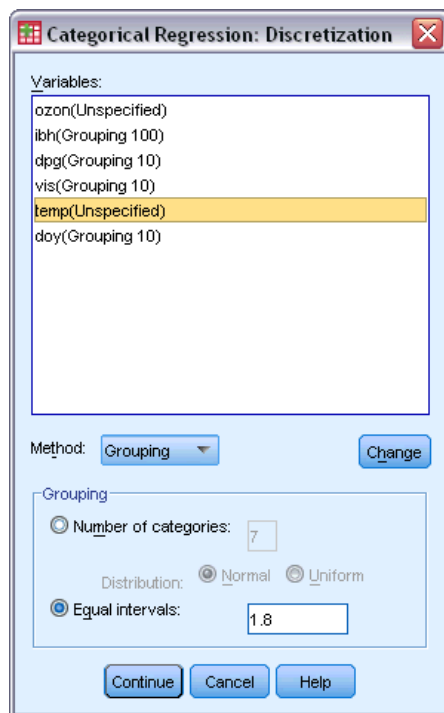 Categorical Regression: Discretization
Variables:
ozon(Unspecified)
ibh(Grouping 100)
dpg(Grouping 10)
vis(Grouping 10)
temp(Unspecified)
doy(Grouping 10)
Method: Grouping Change
Grouping
Number of categories: 7
Distribution: Normal Uniform
Equal intervals: 1.8
Continue Cancel Help